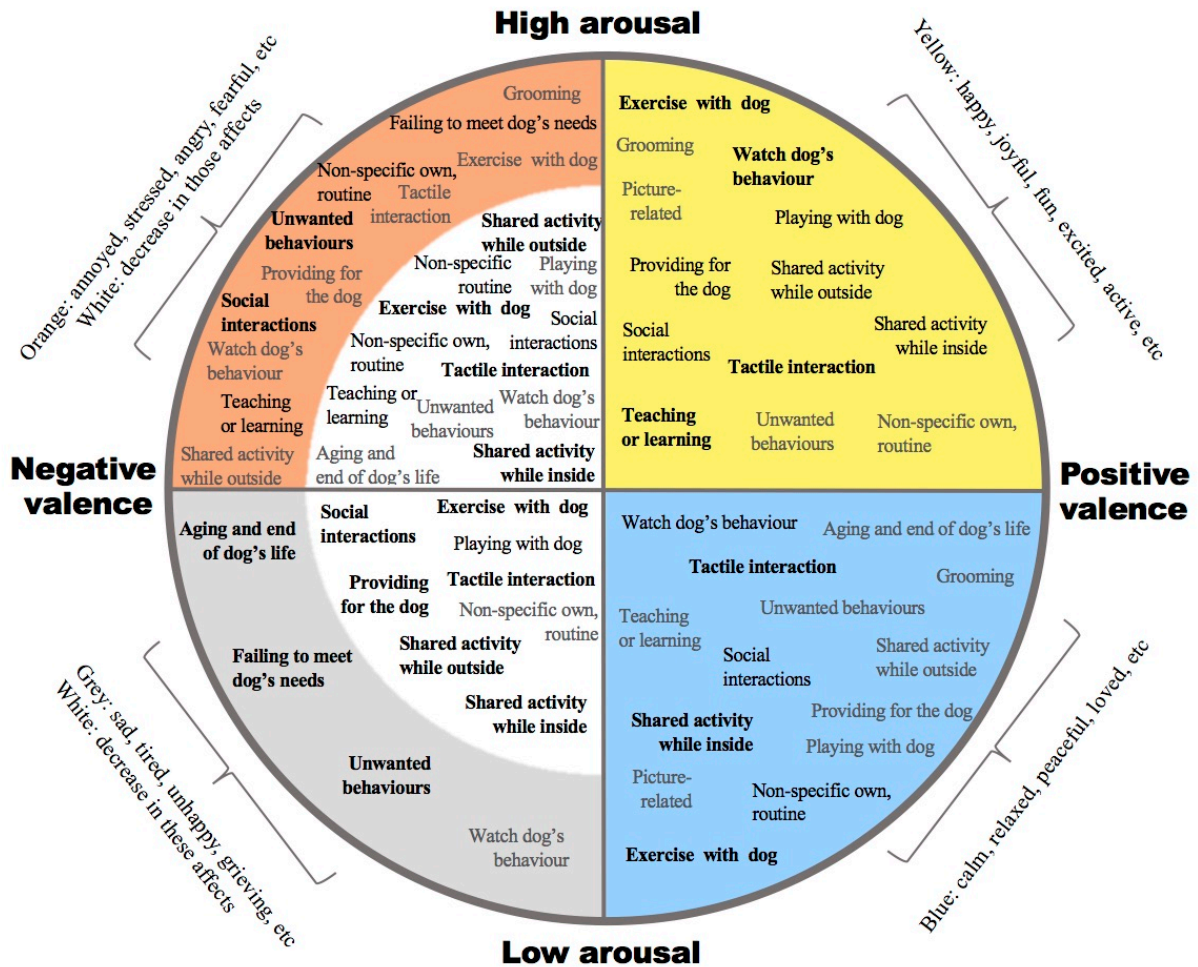 High arousal
Orange: annoyed, stressed, angry, fearful, etc
White: decrease in those affects
Yellow: happy, joyful, fun, excited, active, etc
Grooming
Failing to meet dog's needs
Exercise with dog
Non-specific own,
routine
Tactile
interaction
Unwanted
behaviours
Providing for
the dog
Social
interactions
Watch dog's
behaviour
Teaching
or learning
Shared activity
while outside
Shared activity
while outside
Non-specific
routine
Playing
with dog
Exercise with dog
Social
interactions
Non-specific own,
routine
Tactile interaction
Teaching or
learning
Unwanted
behaviours
Watch dog's
behaviour
Aging and
end of dog's life
Shared activity
while inside
Exercise with dog
Grooming
Watch dog's
behaviour
Picture-
related
Playing with dog
Providing for
the dog
Shared activity
while outside
Social
interactions
Shared activity
while inside
Tactile interaction
Teaching
or learning
Unwanted
behaviours
Non-specific own,
routine
Negative
valence
Positive
valence
Aging and end
of dog's life
Failing to meet
dog's needs
Unwanted
behaviours
Watch dog's
behaviour
Social
interactions
Exercise with dog
Playing with dog
Providing
for the dog
Tactile interaction
Non-specific own,
routine
Shared activity
while outside
Shared activity
while inside
Watch dog's behaviour
Aging and end of dog's life
Tactile interaction
Grooming
Unwanted behaviours
Teaching
or learning
Social
interactions
Shared activity
while outside
Shared activity
while inside
Providing for the dog
Playing with dog
Picture-
related
Non-specific own,
routine
Exercise with dog
Grey: sad, tired, unhappy, grieving, etc
White: decrease in these affects
Blue: calm, relaxed, peaceful, loved, etc
Low arousal